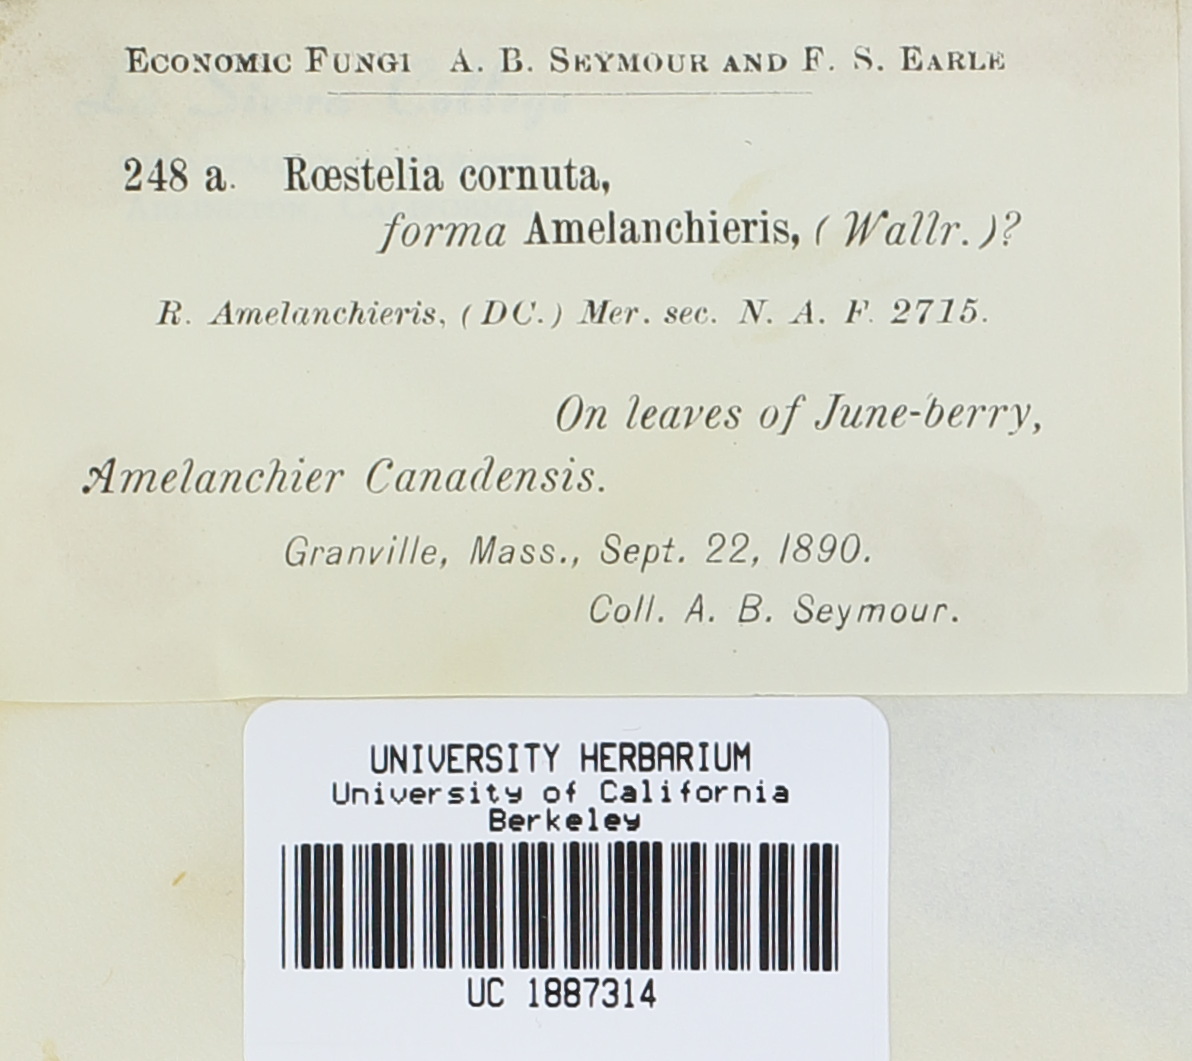 ECONOMIC FUNGI A. B. SEYMOUR AND F. S. EARLE
248 a. Rœstelia cornuta,
forma Amelanchieris, (Wallr.)?
R. Amelanchieris, (DC.) Mer. sec. N. A. F. 2715.
On leaves of June-berry,
Amelanchier Canadensis.
Granville, Mass., Sept. 22, 1890.
Coll. A. B. Seymour.
UNIVERSITY HERBARIUM
University of California
Berkeley
UC 1887314